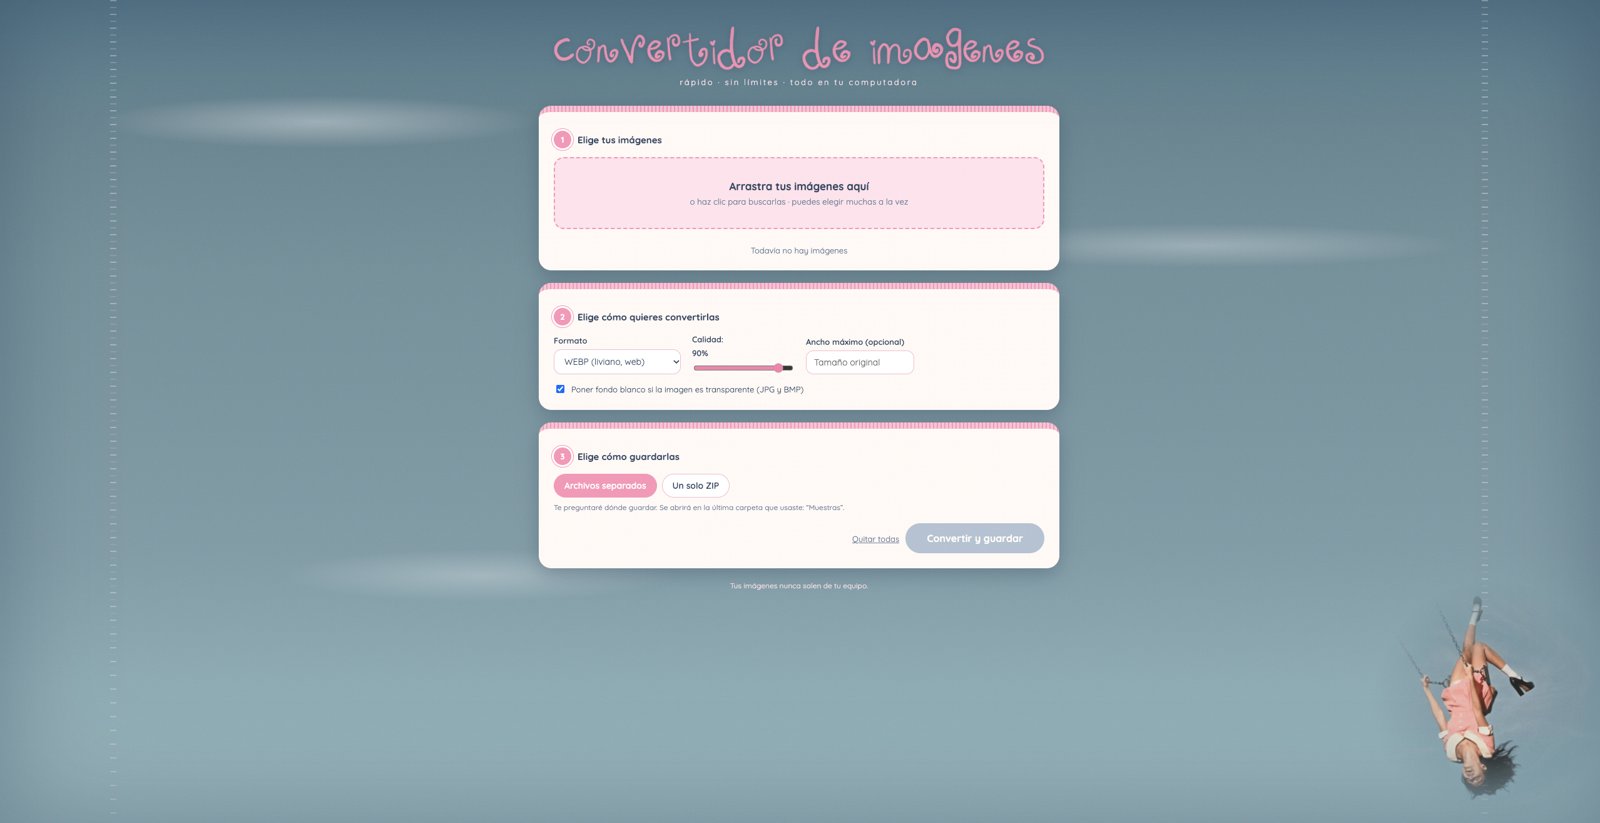 convertidor de imagenes
rápido · sin límites · todo en tu computadora
1 Elige tus imágenes
Arrastra tus imágenes aquí
o haz clic para buscarlas · puedes elegir muchas a la vez
Todavía no hay imágenes
2 Elige cómo quieres convertirlas
Formato
WEBP (liviano, web)
Calidad:
90%
Ancho máximo (opcional)
Tamaño original
Poner fondo blanco si la imagen es transparente (JPG y BMP)
3 Elige cómo guardarlas
Archivos separados
Un solo ZIP
Te preguntaré dónde guardar. Se abrirá en la última carpeta que usaste: "Muestras".
Quitar todas
Convertir y guardar
Tus imágenes nunca salen de tu equipo.